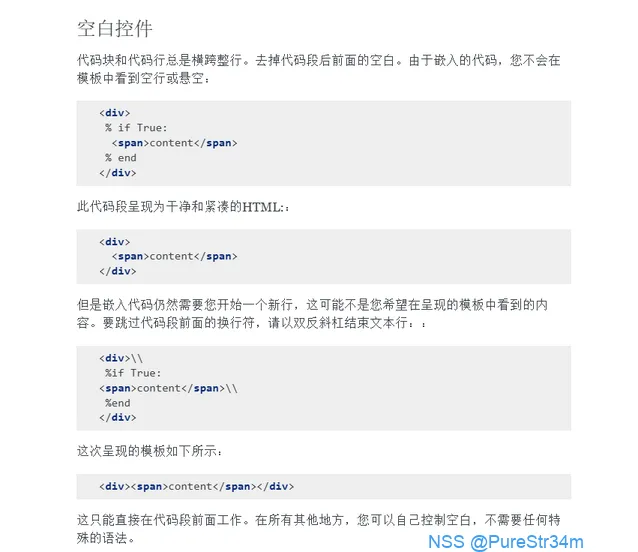 空白控件
代码块和代码行总是横跨整行。去掉代码段后前面的空白。由于嵌入的代码，您不会在
模板中看到空行或悬空：
<div>
% if True:
<span>content</span>
% end
</div>
此代码段呈现为干净和紧凑的HTML:：
<div>
<span>content</span>
</div>
但是嵌入代码仍然需要您开始一个新行，这可能不是您希望在呈现的模板中看到的内
容。要跳过代码段前面的换行符，请以双反斜杠结束文本行：：
<div>\\
%if True:
<span>content</span>\\
%end
</div>
这次呈现的模板如下所示：
<div><span>content</span></div>
这只能直接在代码段前面工作。在所有其他地方，您可以自己控制空白，不需要任何特
殊的语法。
NSS @PureStr34m